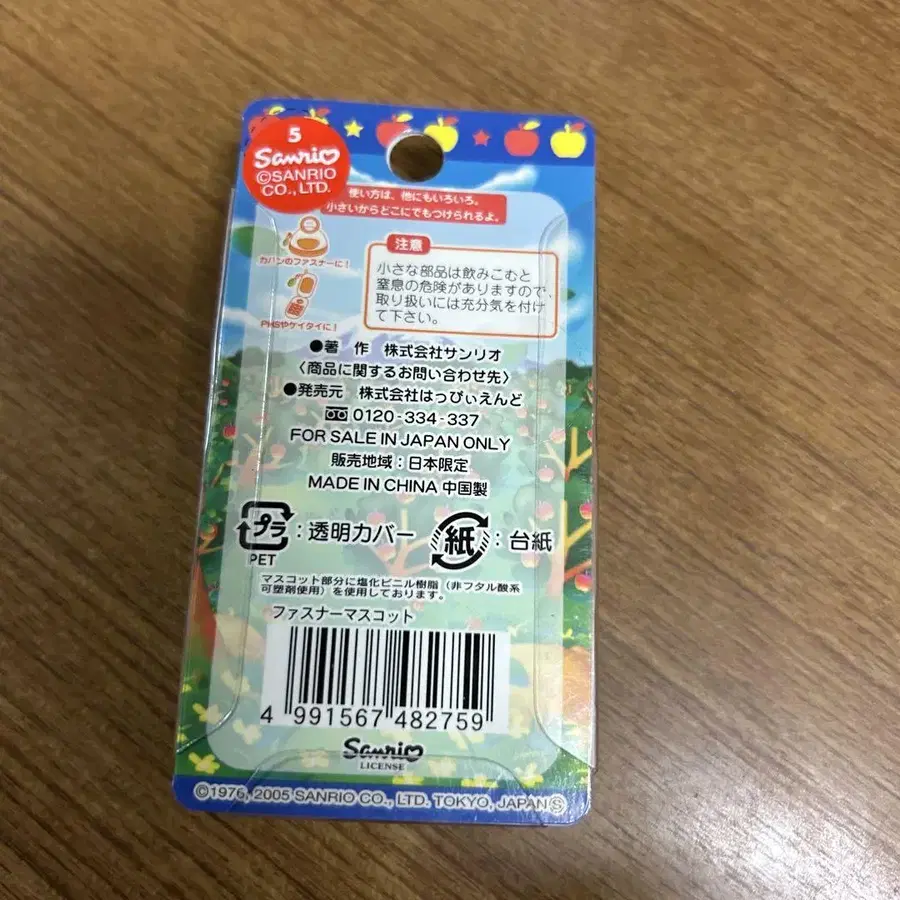 5
Sanrio
©SANRIO
CO., LTD.
使い方は、他にもいろいろ。
小さいからどこにでもつけられるよ。
カバンのファスナーに!
PHSやケイタイに!
注意
小さな部品は飲みこむと
窒息の危険がありますので、
取り扱いには充分気を付け
て下さい。
●著 作 株式会社サンリオ
〈商品に関するお問い合わせ先〉
●発売元 株式会社はっぴぃえんど
0120-334-337
FOR SALE IN JAPAN ONLY
販売地域:日本限定
MADE IN CHINA 中国製
プラ : 透明カバー 紙 : 台紙
PET
マスコット部分に塩化ビニル樹脂(非フタル酸系
可塑剤使用)を使用しております。
ファスナーマスコット
4 991567 482759
Sanrio
LICENSE
©1976, 2005 SANRIO CO., LTD. TOKYO, JAPAN Ⓢ